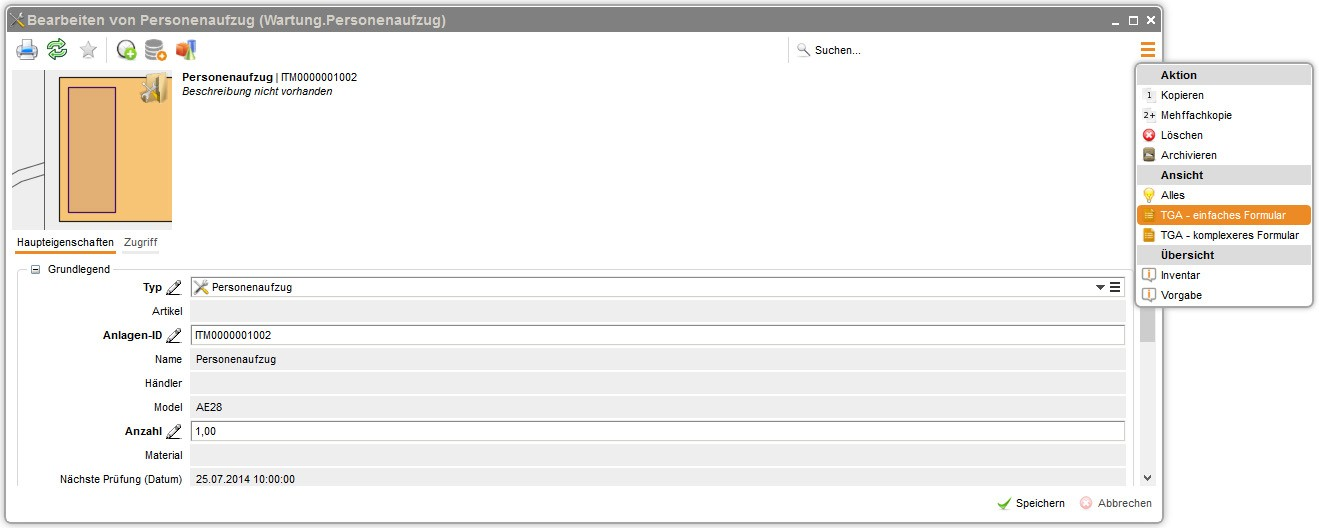 Bearbeiten von Personenaufzug (Wartung.Personenaufzug)
Suchen...
Personenaufzug | ITM0000001002
Beschreibung nicht vorhanden
Haupteigenschaften Zugriff
Grundlegend
Typ Personenaufzug
Artikel
Anlagen-ID ITM0000001002
Name Personenaufzug
Händler
Model AE28
Anzahl 1,00
Material
Nächste Prüfung (Datum) 25.07.2014 10:00:00
Speichern Abbrechen
Aktion
1 Kopieren
2+ Mehffachkopie
Löschen
Archivieren
Ansicht
Alles
TGA - einfaches Formular
TGA - komplexeres Formular
Übersicht
Inventar
Vorgabe